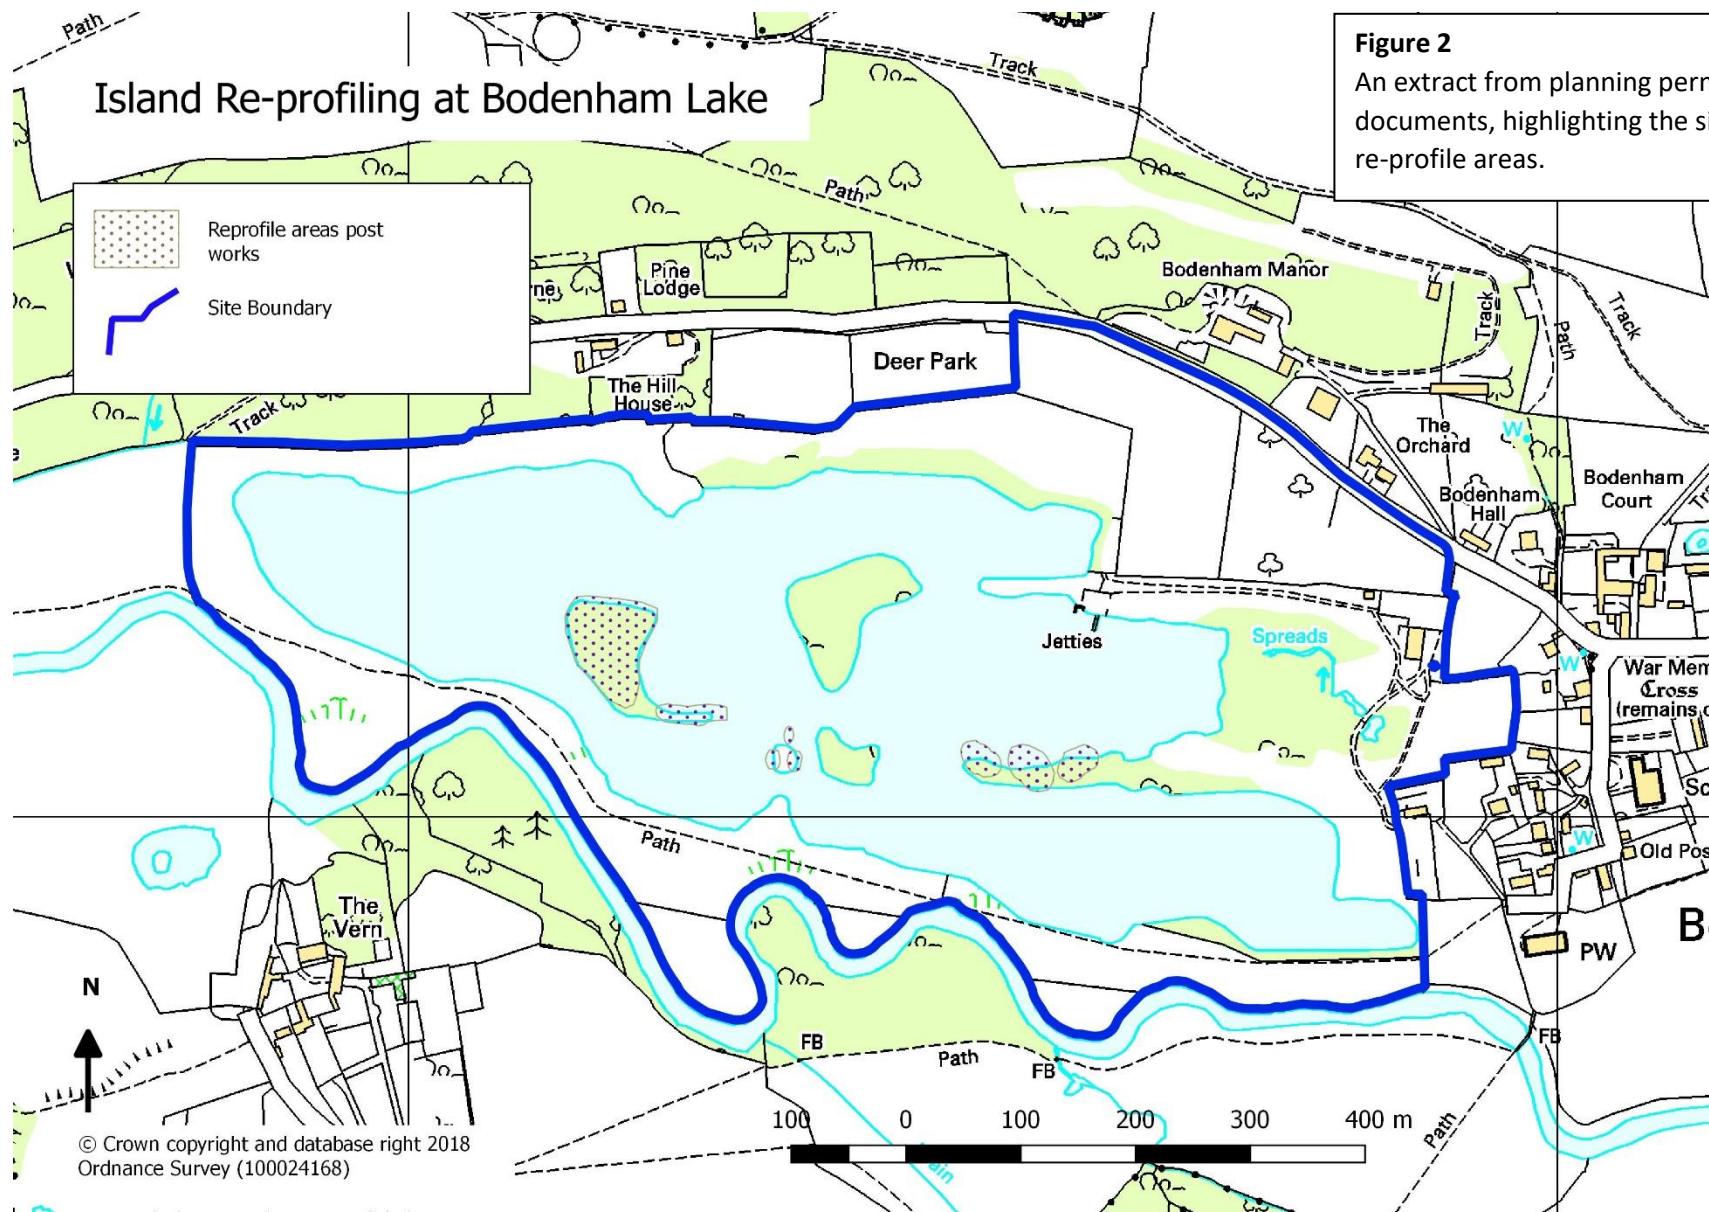 Path
Track
Island Re-profiling at Bodenham Lake
Figure 2
An extract from planning perm
documents, highlighting the si
re-profile areas.
Path
Reprofile areas post
works
Site Boundary
Pine
Lodge
Bodenham Manor
Track
Track
Path
Deer Park
The Hill
House
Track
The
Orchard
W
Bodenham
Court
Bodenham
Hall
Jetties
Spreads
W
War Mem
Cross
(remains o
Path
W
Sc
Old Pos
The
Vern
B
PW
N
FB
Path
FB
FB
Path
100 0 100 200 300 400 m
© Crown copyright and database right 2018
Ordnance Survey (100024168)